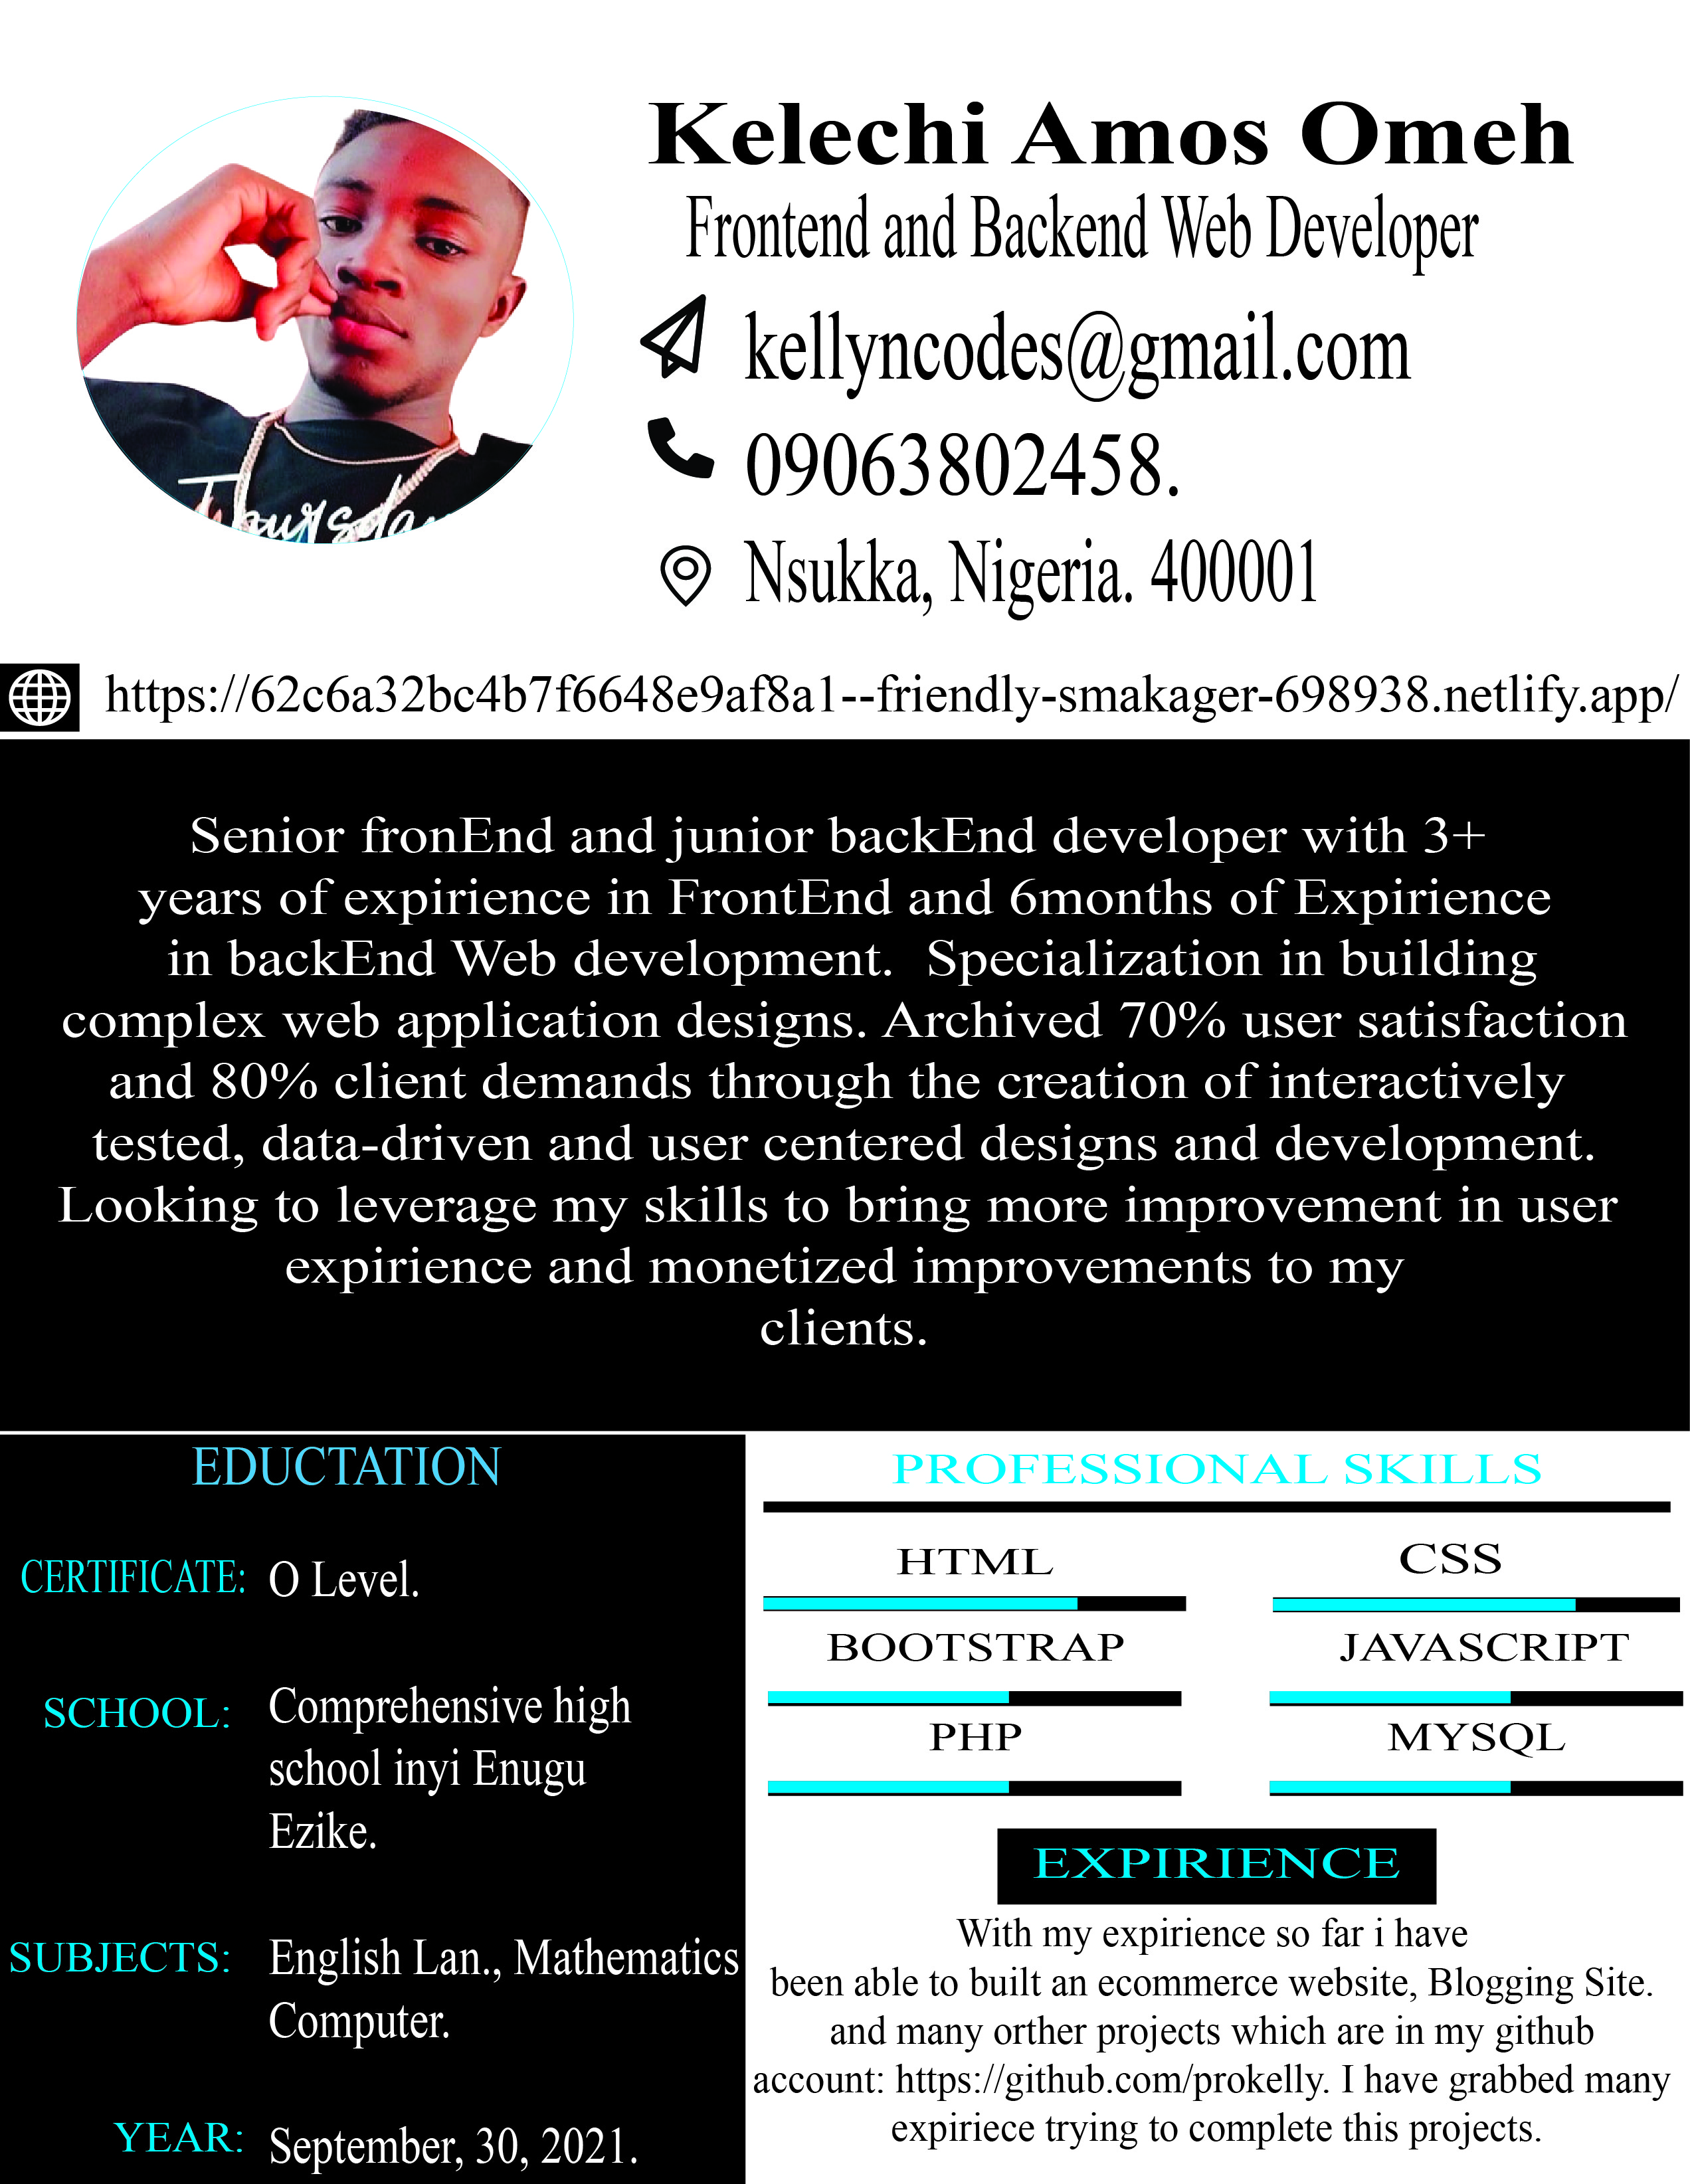 Kelechi Amos Omeh
Frontend and Backend Web Developer
kellyncodes@gmail.com
09063802458.
Nsukka, Nigeria. 400001
https://62c6a32bc4b7f6648e9af8a1--friendly-smakager-698938.netlify.app/
Senior fronEnd and junior backEnd developer with 3+
years of expirience in FrontEnd and 6months of Expirience
in backEnd Web development.  Specialization in building
complex web application designs. Archived 70% user satisfaction
and 80% client demands through the creation of interactively
tested, data-driven and user centered designs and development.
Looking to leverage my skills to bring more improvement in user
expirience and monetized improvements to my
clients.
EDUCTATION
CERTIFICATE: O Level.
SCHOOL: Comprehensive high
school inyi Enugu
Ezike.
SUBJECTS: English Lan., Mathematics
Computer.
YEAR: September, 30, 2021.
PROFESSIONAL SKILLS
HTML
CSS
BOOTSTRAP
JAVASCRIPT
PHP
MYSQL
EXPIRIENCE
With my expirience so far i have
been able to built an ecommerce website, Blogging Site.
and many orther projects which are in my github
account: https://github.com/prokelly. I have grabbed many
expiriece trying to complete this projects.